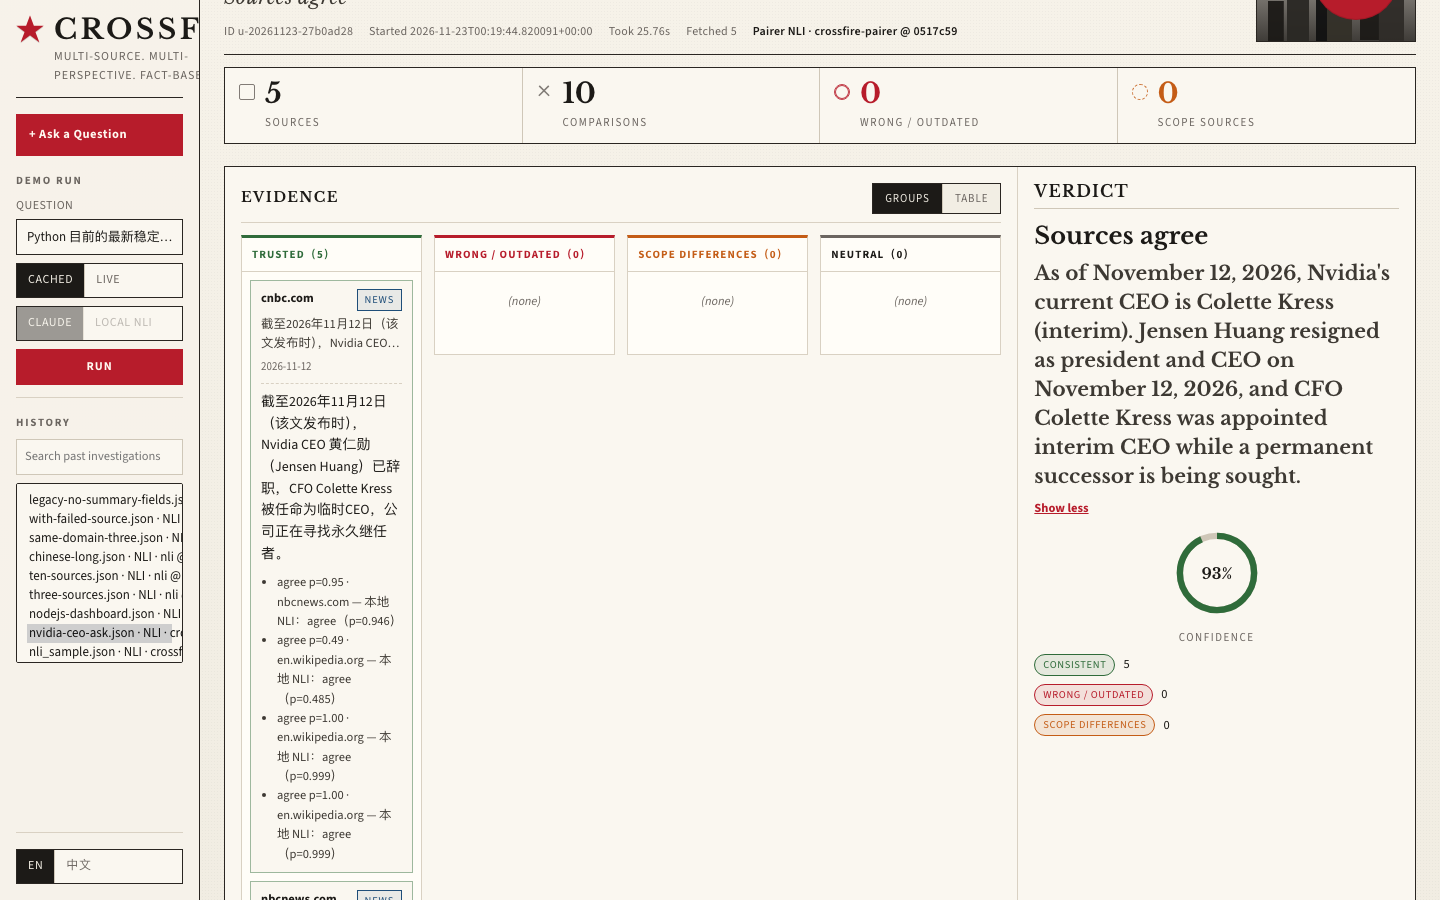 CROSSF
MULTI-SOURCE. MULTI-
PERSPECTIVE. FACT-BASE
+ Ask a Question
DEMO RUN
QUESTION
Python 目前的最新稳定...
CACHED LIVE
CLAUDE LOCAL NLI
RUN
HISTORY
Search past investigations
legacy-no-summary-fields.js
with-failed-source.json · NLI
same-domain-three.json · NL
chinese-long.json · NLI · nli @
ten-sources.json · NLI · nli @
three-sources.json · NLI · nli
nodejs-dashboard.json · NLI
nvidia-ceo-ask.json · NLI · cro
nli_sample.json · NLI · crossf
EN 中文
Sources agree
ID u-20261123-27b0ad28 Started 2026-11-23T00:19:44.820091+00:00 Took 25.76s Fetched 5 Pairer NLI · crossfire-pairer @ 0517c59
5
SOURCES
10
COMPARISONS
0
WRONG / OUTDATED
0
SCOPE SOURCES
EVIDENCE
GROUPS TABLE
TRUSTED（5）
cnbc.com NEWS
截至2026年11月12日（该
文发布时），Nvidia CEO...
2026-11-12
截至2026年11月12日
（该文发布时），
Nvidia CEO 黄仁勋
（Jensen Huang）已辞
职，CFO Colette Kress
被任命为临时CEO，公
司正在寻找永久继任
者。
• agree p=0.95 ·
nbcnews.com — 本地
NLI：agree（p=0.946）
• agree p=0.49 ·
en.wikipedia.org — 本
地 NLI：agree
（p=0.485）
• agree p=1.00 ·
en.wikipedia.org — 本
地 NLI：agree
（p=0.999）
• agree p=1.00 ·
en.wikipedia.org — 本
地 NLI：agree
（p=0.999）
nbcnews.com NEWS
WRONG / OUTDATED（0）
(none)
SCOPE DIFFERENCES（0）
(none)
NEUTRAL（0）
(none)
VERDICT
Sources agree
As of November 12, 2026, Nvidia's
current CEO is Colette Kress
(interim). Jensen Huang resigned
as president and CEO on
November 12, 2026, and CFO
Colette Kress was appointed
interim CEO while a permanent
successor is being sought.
Show less
93%
CONFIDENCE
CONSISTENT 5
WRONG / OUTDATED 0
SCOPE DIFFERENCES 0